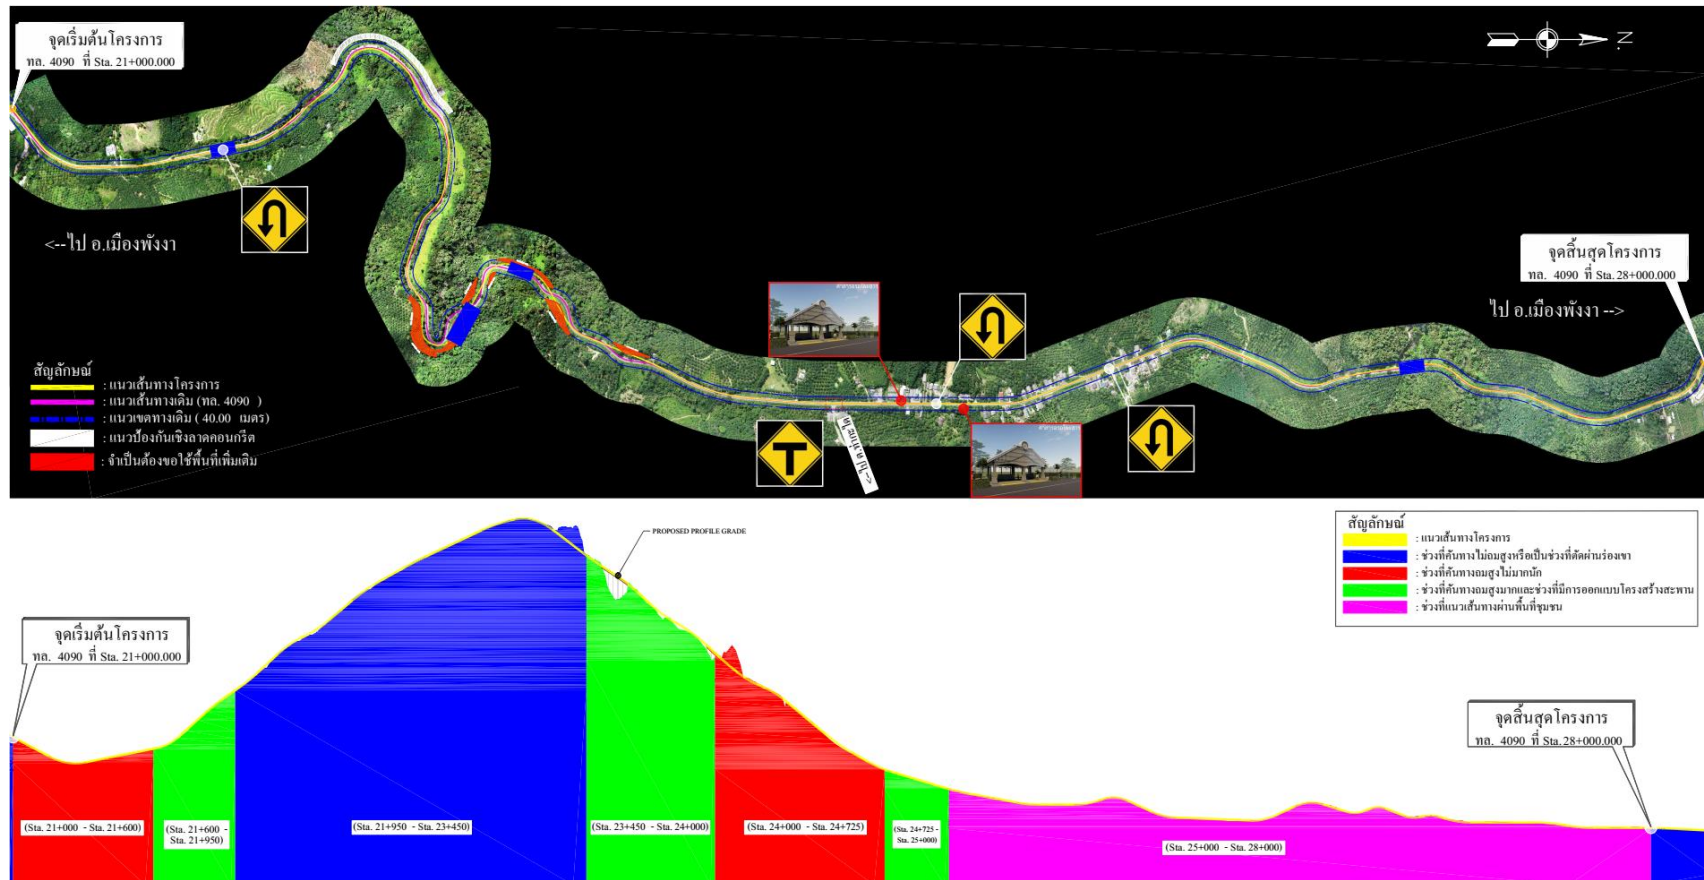 จุดเริ่มต้นโครงการ
ทล. 4090 ที่ Sta. 21+000.000
N
<--ไป อ.เมืองพังงา
จุดสิ้นสุดโครงการ
ทล. 4090 ที่ Sta.28+000.000
ไป อ.เมืองพังงา -->
สัญลักษณ์
: แนวเส้นทางโครงการ
: แนวเส้นทางเดิม (ทล. 4090 )
: แนวเขตทางเดิม ( 40.00 เมตร)
: แนวป้องกันเชิงลาดคอนกรีต
: จำเป็นต้องขอใช้พื้นที่เพิ่มเติม
PROPOSED PROFILE GRADE
สัญลักษณ์
: แนวเส้นทางโครงการ
: ช่วงที่คันทางไม่ถมสูงหรือเป็นช่วงที่ตัดผ่านร่องเขา
: ช่วงที่คันทางถมสูงไม่มากนัก
: ช่วงที่คันทางถมสูงมากและช่วงที่มีการออกแบบโครงสร้างสะพาน
: ช่วงที่แนวเส้นทางผ่านพื้นที่ชุมชน
จุดเริ่มต้นโครงการ
ทล. 4090 ที่ Sta. 21+000.000
จุดสิ้นสุดโครงการ
ทล. 4090 ที่ Sta.28+000.000
(Sta. 21+000 - Sta. 21+600)
(Sta. 21+600 -
Sta. 21+950)
(Sta. 21+950 - Sta. 23+450)
(Sta. 23+450 - Sta. 24+000)
(Sta. 24+000 - Sta. 24+725)
(Sta. 24+725 -
Sta. 25+000)
(Sta. 25+000 - Sta. 28+000)